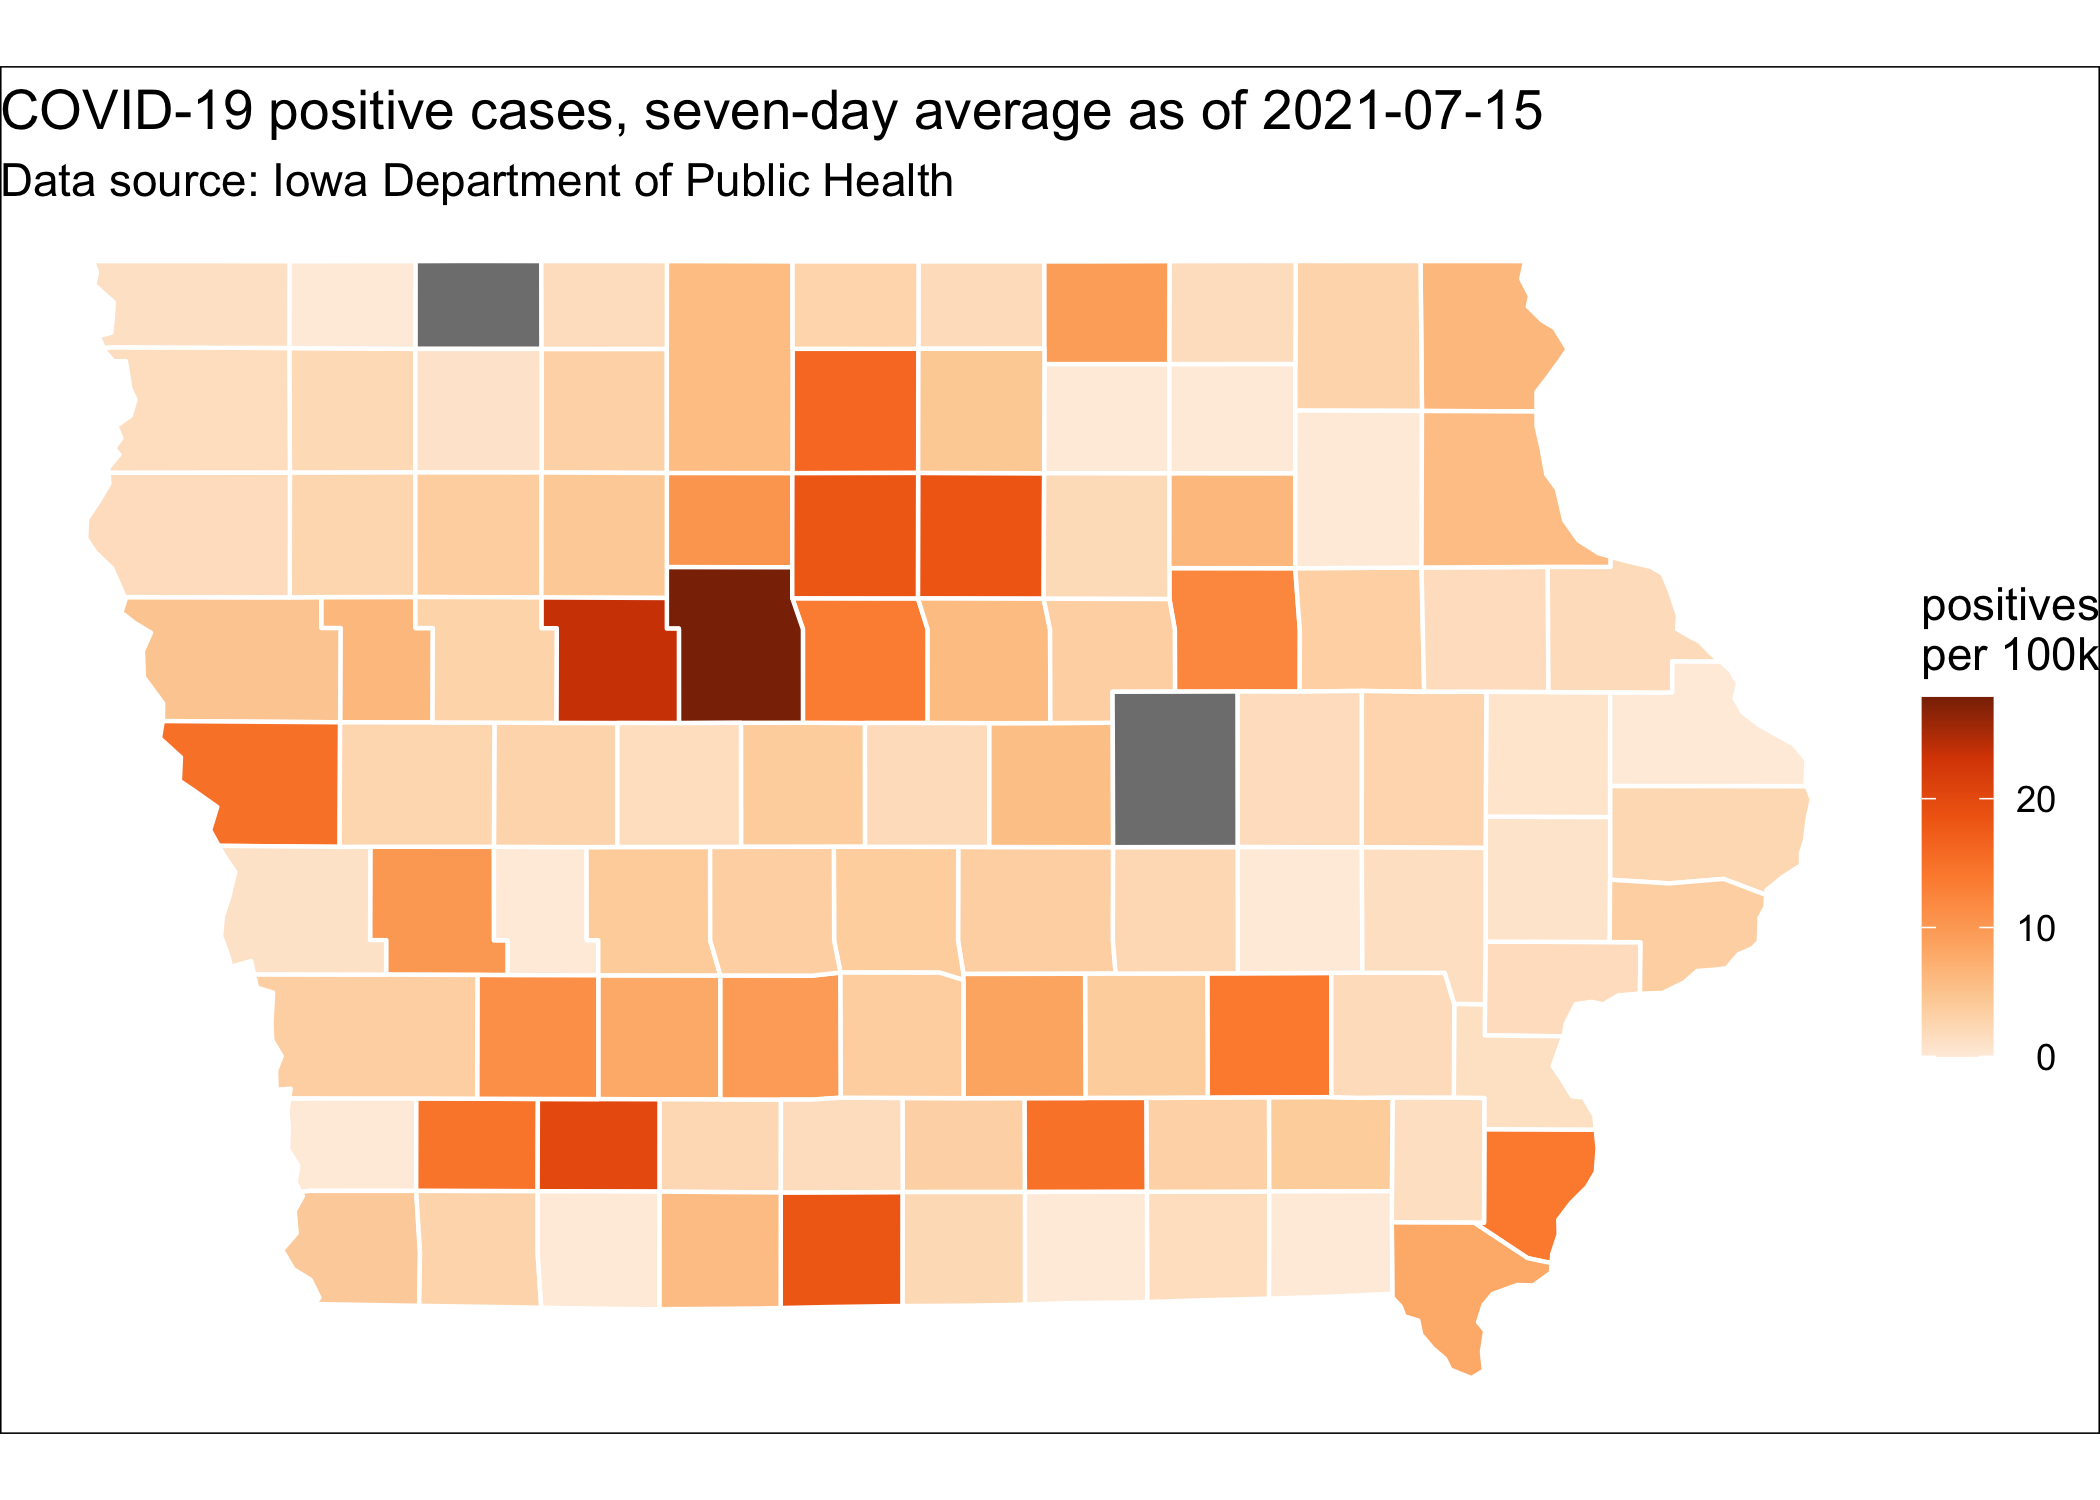 COVID-19 positive cases, seven-day average as of 2021-07-15
Data source: Iowa Department of Public Health
positives
per 100k
20
10
0